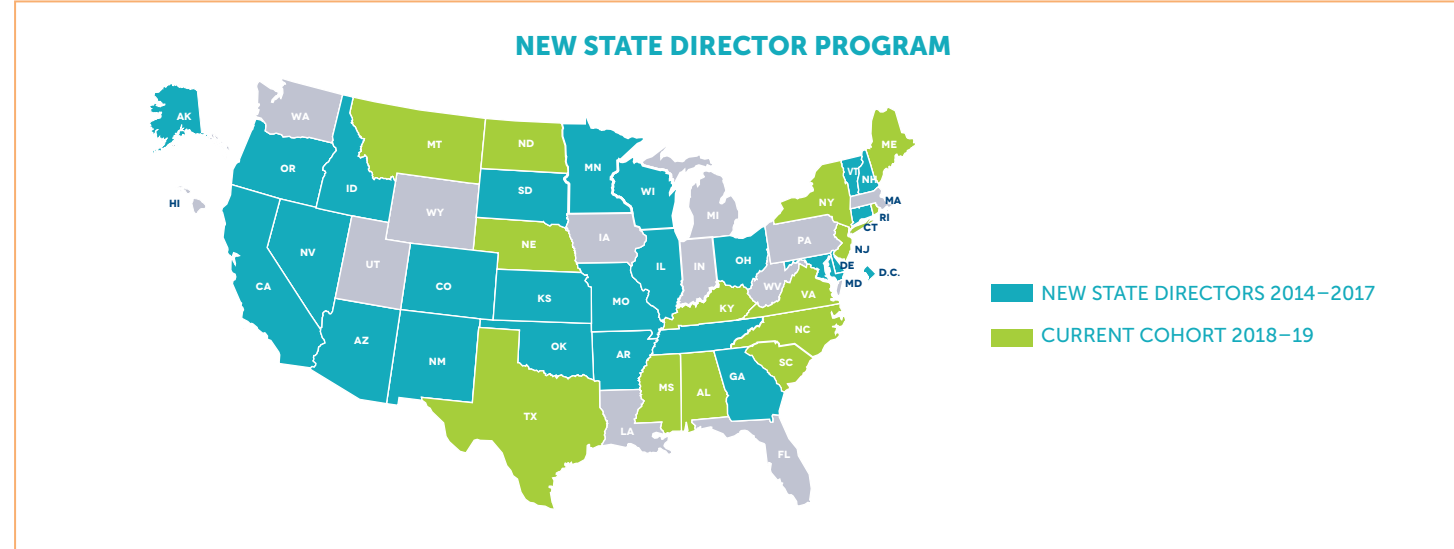 NEW STATE DIRECTOR PROGRAM
AK
WA
MT
ND
MN
ME
OR
ID
SD
WI
VT
NH
HI
WY
MI
NY
MA
RI
CT
NV
UT
NE
IA
PA
NJ
CA
CO
KS
MO
IL
IN
OH
WV
DE
D.C.
MD
KY
VA
NEW STATE DIRECTORS 2014–2017
AZ
NM
OK
AR
NC
CURRENT COHORT 2018–19
TX
LA
MS
AL
GA
SC
FL